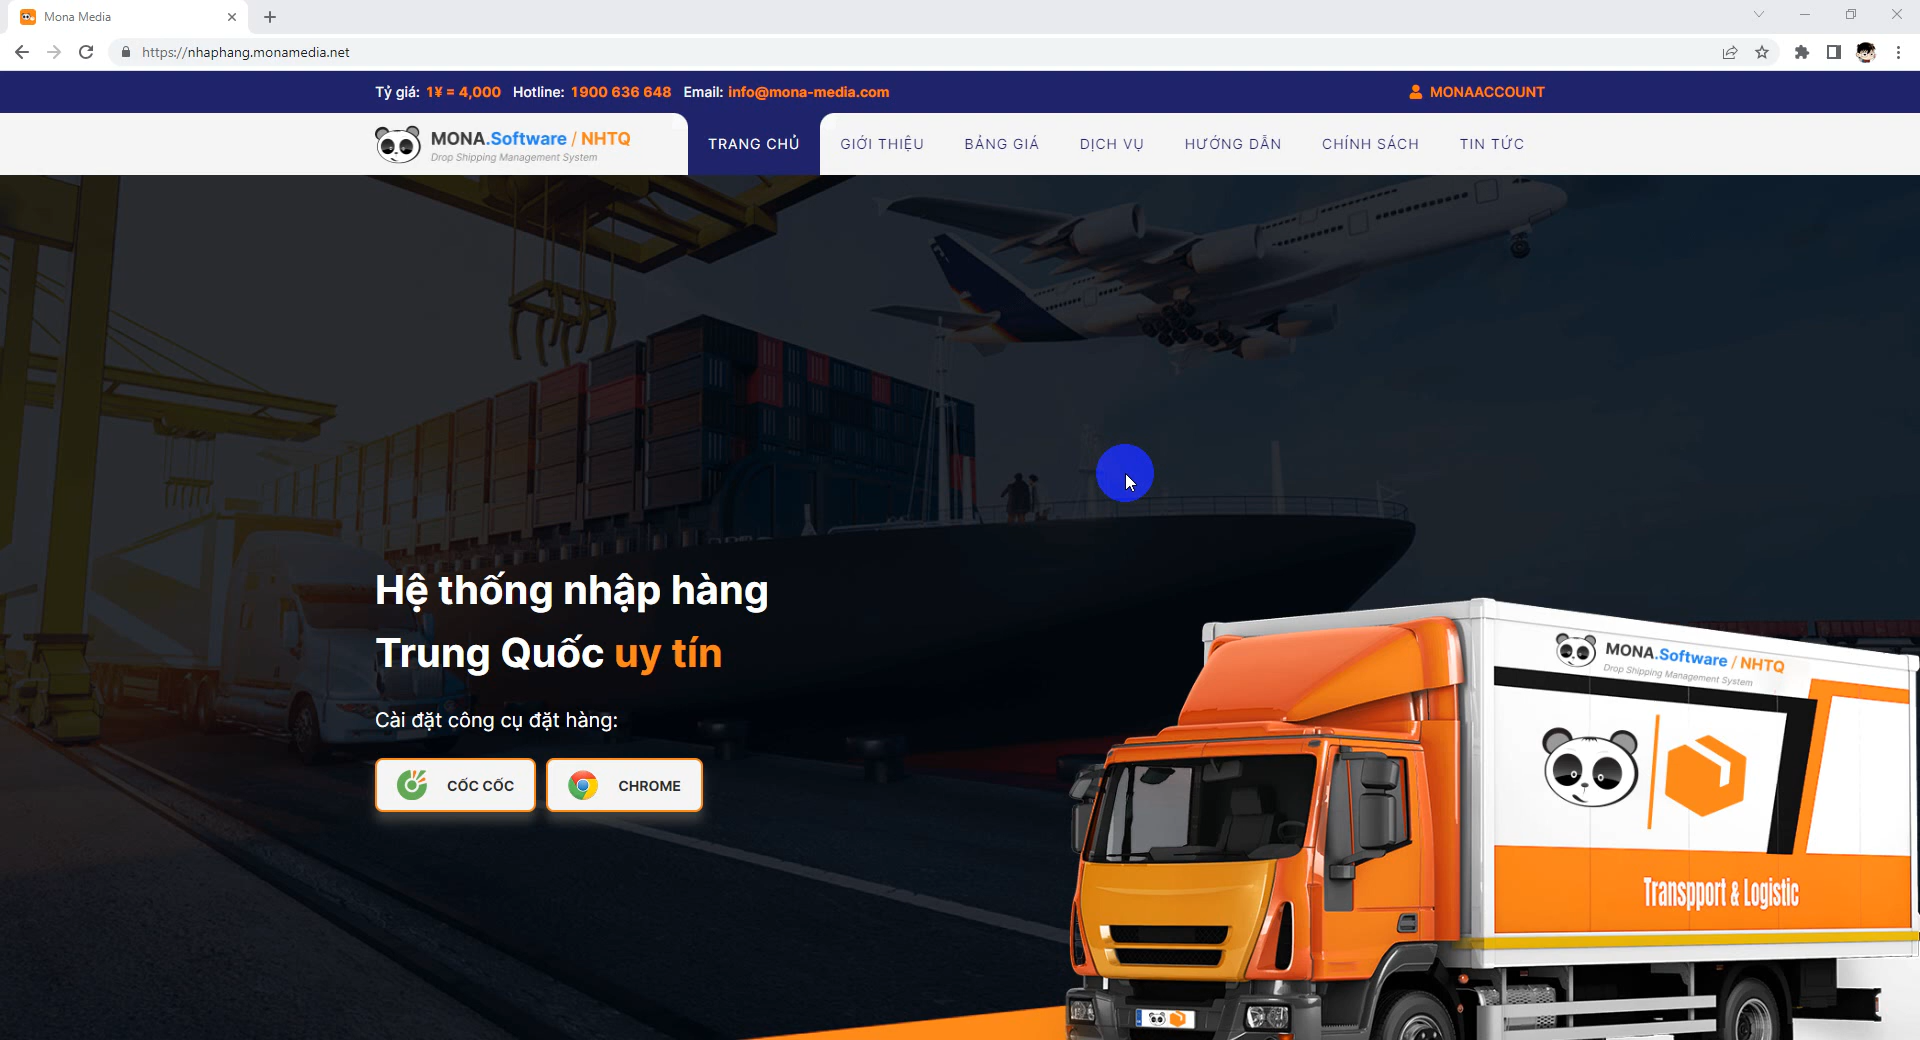 Mona Media
https://nhaphang.monamedia.net
Tỷ giá: 1¥ = 4,000 Hotline: 1900 636 648 Email: info@mona-media.com
MONAACCOUNT
MONA.Software / NHTQ
Drop Shipping Management System
TRANG CHỦ
GIỚI THIỆU
BẢNG GIÁ
DỊCH VỤ
HƯỚNG DẪN
CHÍNH SÁCH
TIN TỨC
Hệ thống nhập hàng
Trung Quốc uy tín
Cài đặt công cụ đặt hàng:
CỐC CỐC
CHROME
MONA.Software / NHTQ
Drop Shipping Management System
Transpport & Logistic